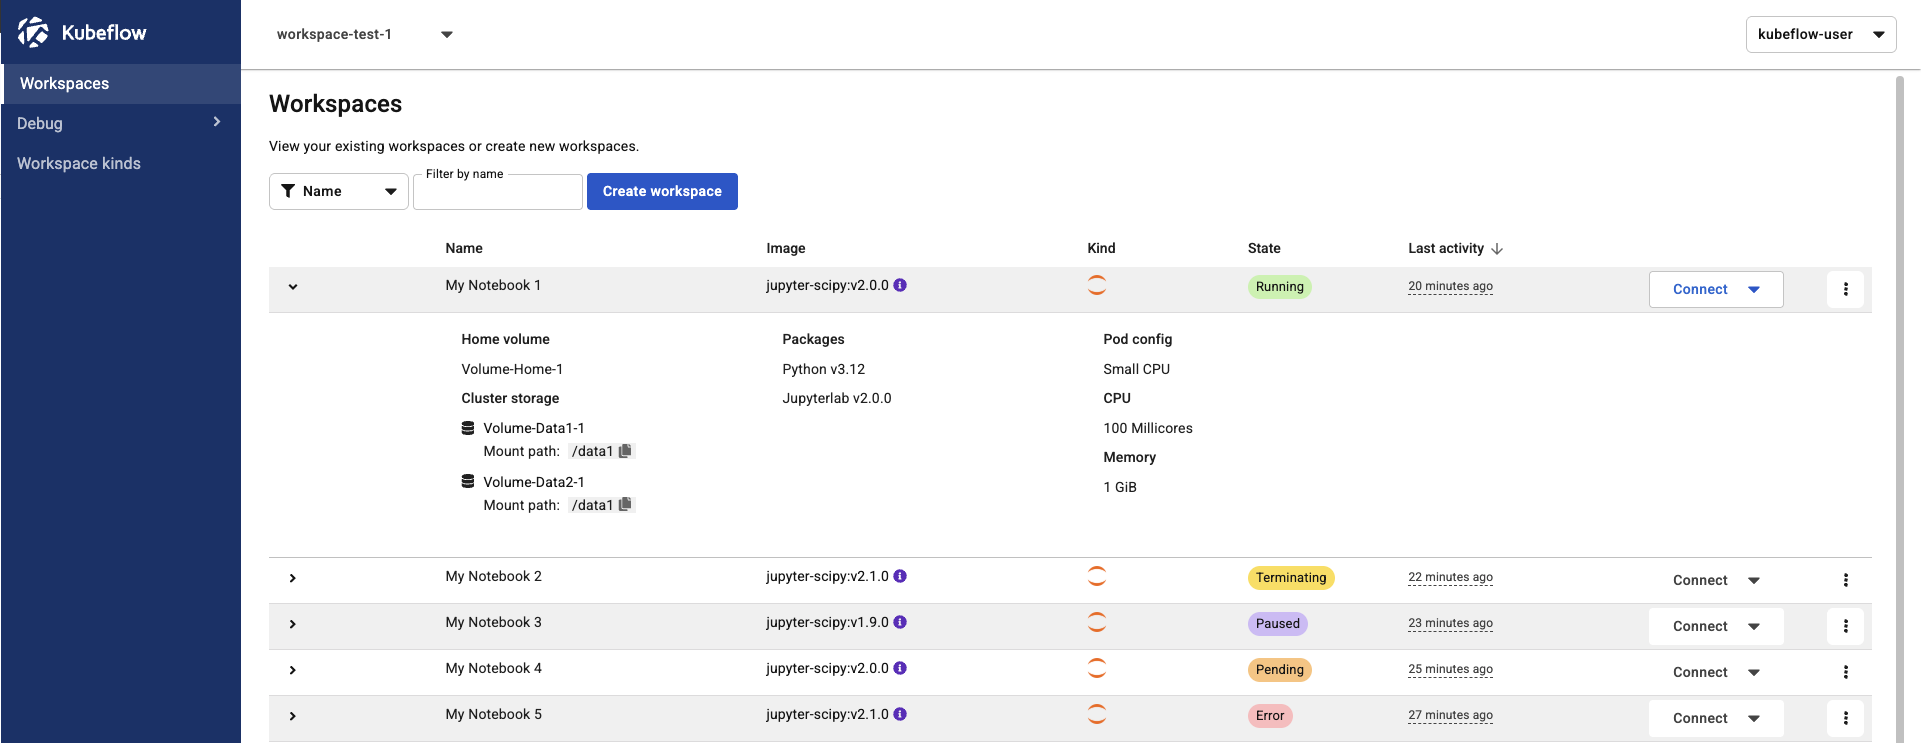 Kubeflow
workspace-test-1
kubeflow-user
Workspaces
Debug
Workspace kinds
Workspaces
View your existing workspaces or create new workspaces.
Name
Filter by name
Create workspace
Name Image Kind State Last activity
My Notebook 1 jupyter-scipy:v2.0.0 Running 20 minutes ago Connect
Home volume
Volume-Home-1
Cluster storage
Volume-Data1-1
Mount path: /data1
Volume-Data2-1
Mount path: /data1
Packages
Python v3.12
Jupyterlab v2.0.0
Pod config
Small CPU
CPU
100 Millicores
Memory
1 GiB
My Notebook 2 jupyter-scipy:v2.1.0 Terminating 22 minutes ago Connect
My Notebook 3 jupyter-scipy:v1.9.0 Paused 23 minutes ago Connect
My Notebook 4 jupyter-scipy:v2.0.0 Pending 25 minutes ago Connect
My Notebook 5 jupyter-scipy:v2.1.0 Error 27 minutes ago Connect